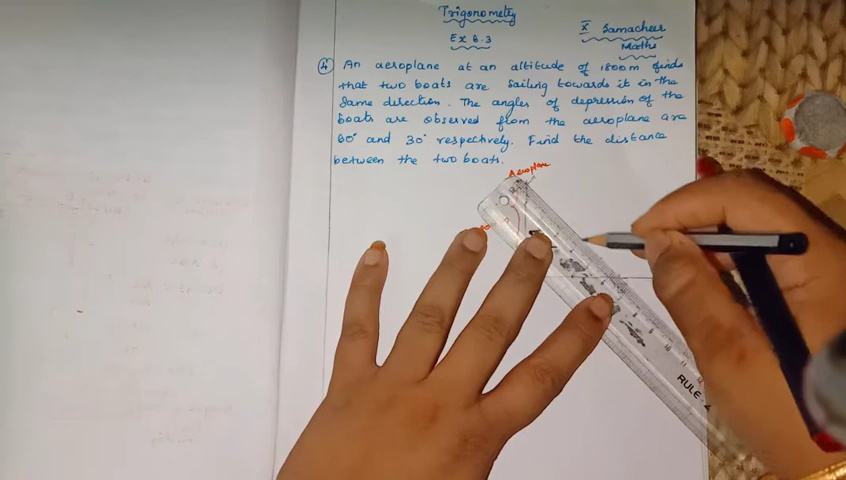 Trigonometry
Ex 6.3
X Samacheer
Maths
4 An aeroplane at an altitude of 1800m finds
that two boats are sailing towards it in the
same direction. The angles of depression of the
boats are observed from the aeroplane are
60° and 30° respectively. Find the distance
between the two boats.
Aeroplane
RULE-